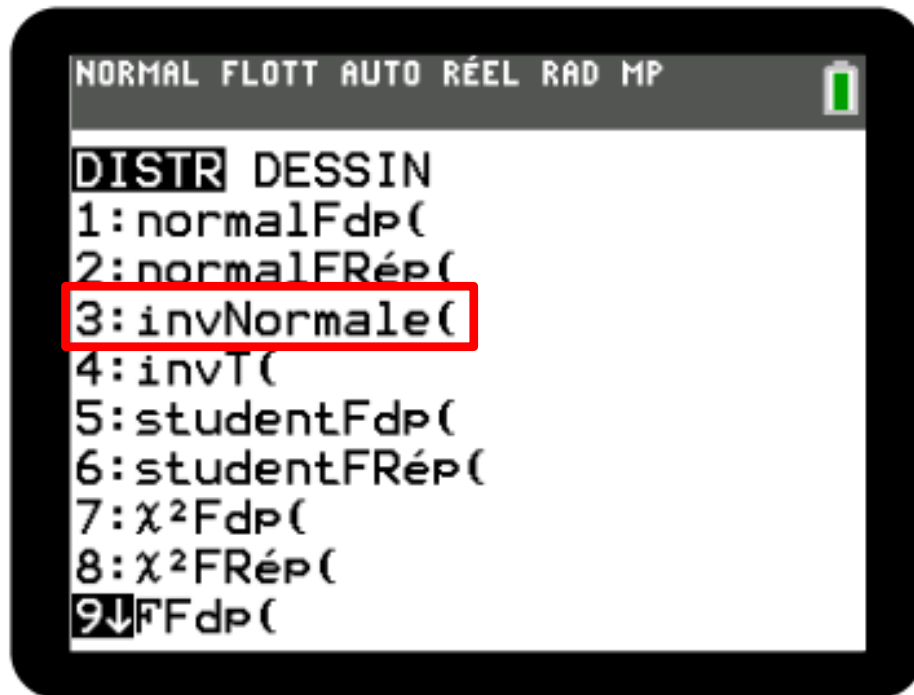 NORMAL FLOTT AUTO RÉEL RAD MP
DISTR DESSIN
1:normalFdp(
2:normalFRép(
3:invNormale(
4:invT(
5:studentFdp(
6:studentFRép(
7:χ²Fdp(
8:χ²FRép(
9↓FFdp(